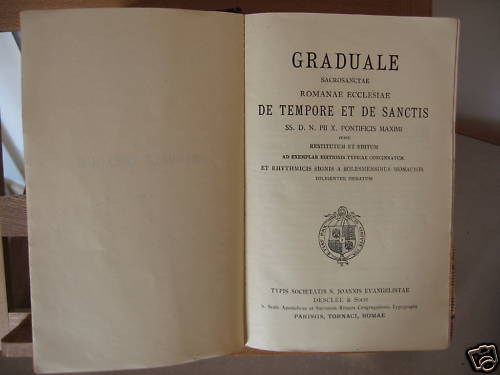 GRADUALE
SACROSANCTAE
ROMANAE ECCLESIAE
DE TEMPORE ET DE SANCTIS
SS. D. N. PII X. PONTIFICIS MAXIMI
JUSSU
RESTITUTUM ET EDITUM
AD EXEMPLAR EDITIONIS TYPICAE CONCINNATUM
ET RHYTHMICIS SIGNIS A SOLESMENSIBUS MONACHIS
DILIGENTER ORNATUM
TYPIS SOCIETATIS S. JOANNIS EVANGELISTAE
DESCLÉE & Socii
S. Sedis Apostolicae et Sacrorum Rituum Congregationis Typographi
PARISIIS, TORNACI, ROMAE